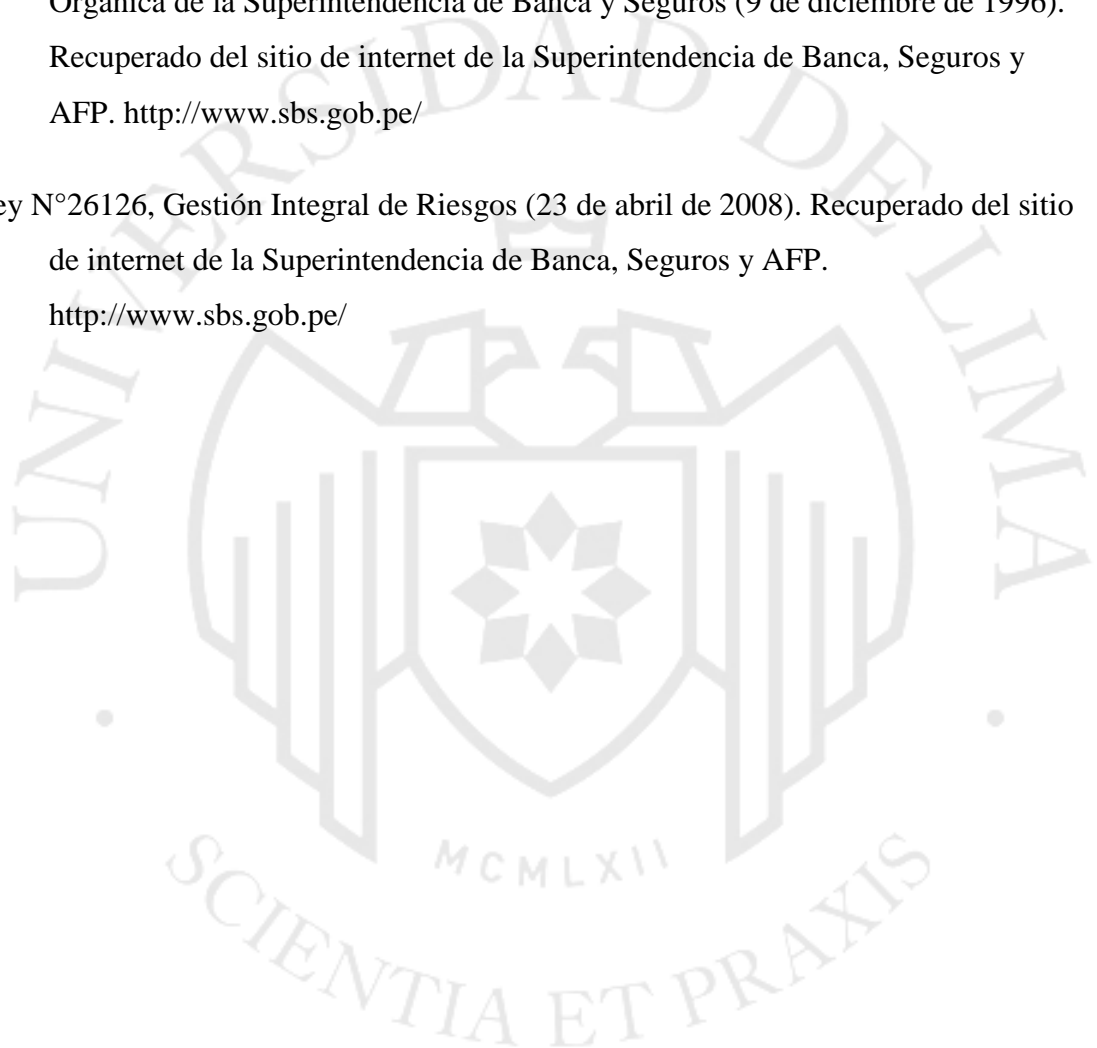 Orgánica de la Superintendencia de Banca y Seguros (9 de diciembre de 1996).
Recuperado del sitio de internet de la Superintendencia de Banca, Seguros y
AFP. http://www.sbs.gob.pe/
ey N°26126, Gestión Integral de Riesgos (23 de abril de 2008). Recuperado del sitio
de internet de la Superintendencia de Banca, Seguros y AFP.
http://www.sbs.gob.pe/
UNIVERSIDAD DE LIMA
MCMLXII
SCIENTIA ET PRAXIS